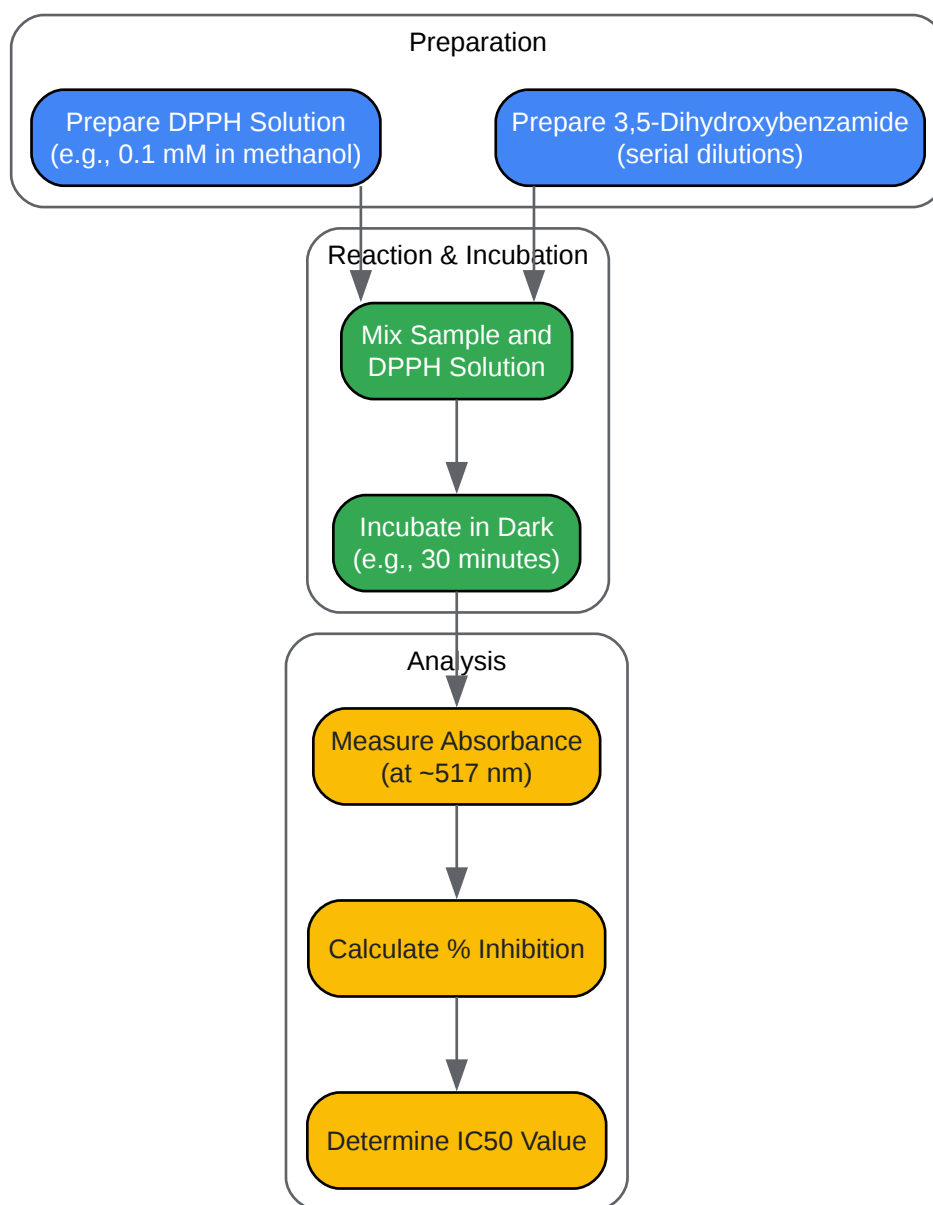 Preparation
Prepare DPPH Solution
(e.g., 0.1 mM in methanol)
Prepare 3,5-Dihydroxybenzamide
(serial dilutions)
Reaction & Incubation
Mix Sample and
DPPH Solution
Incubate in Dark
(e.g., 30 minutes)
Analysis
Measure Absorbance
(at ~517 nm)
Calculate % Inhibition
Determine IC50 Value